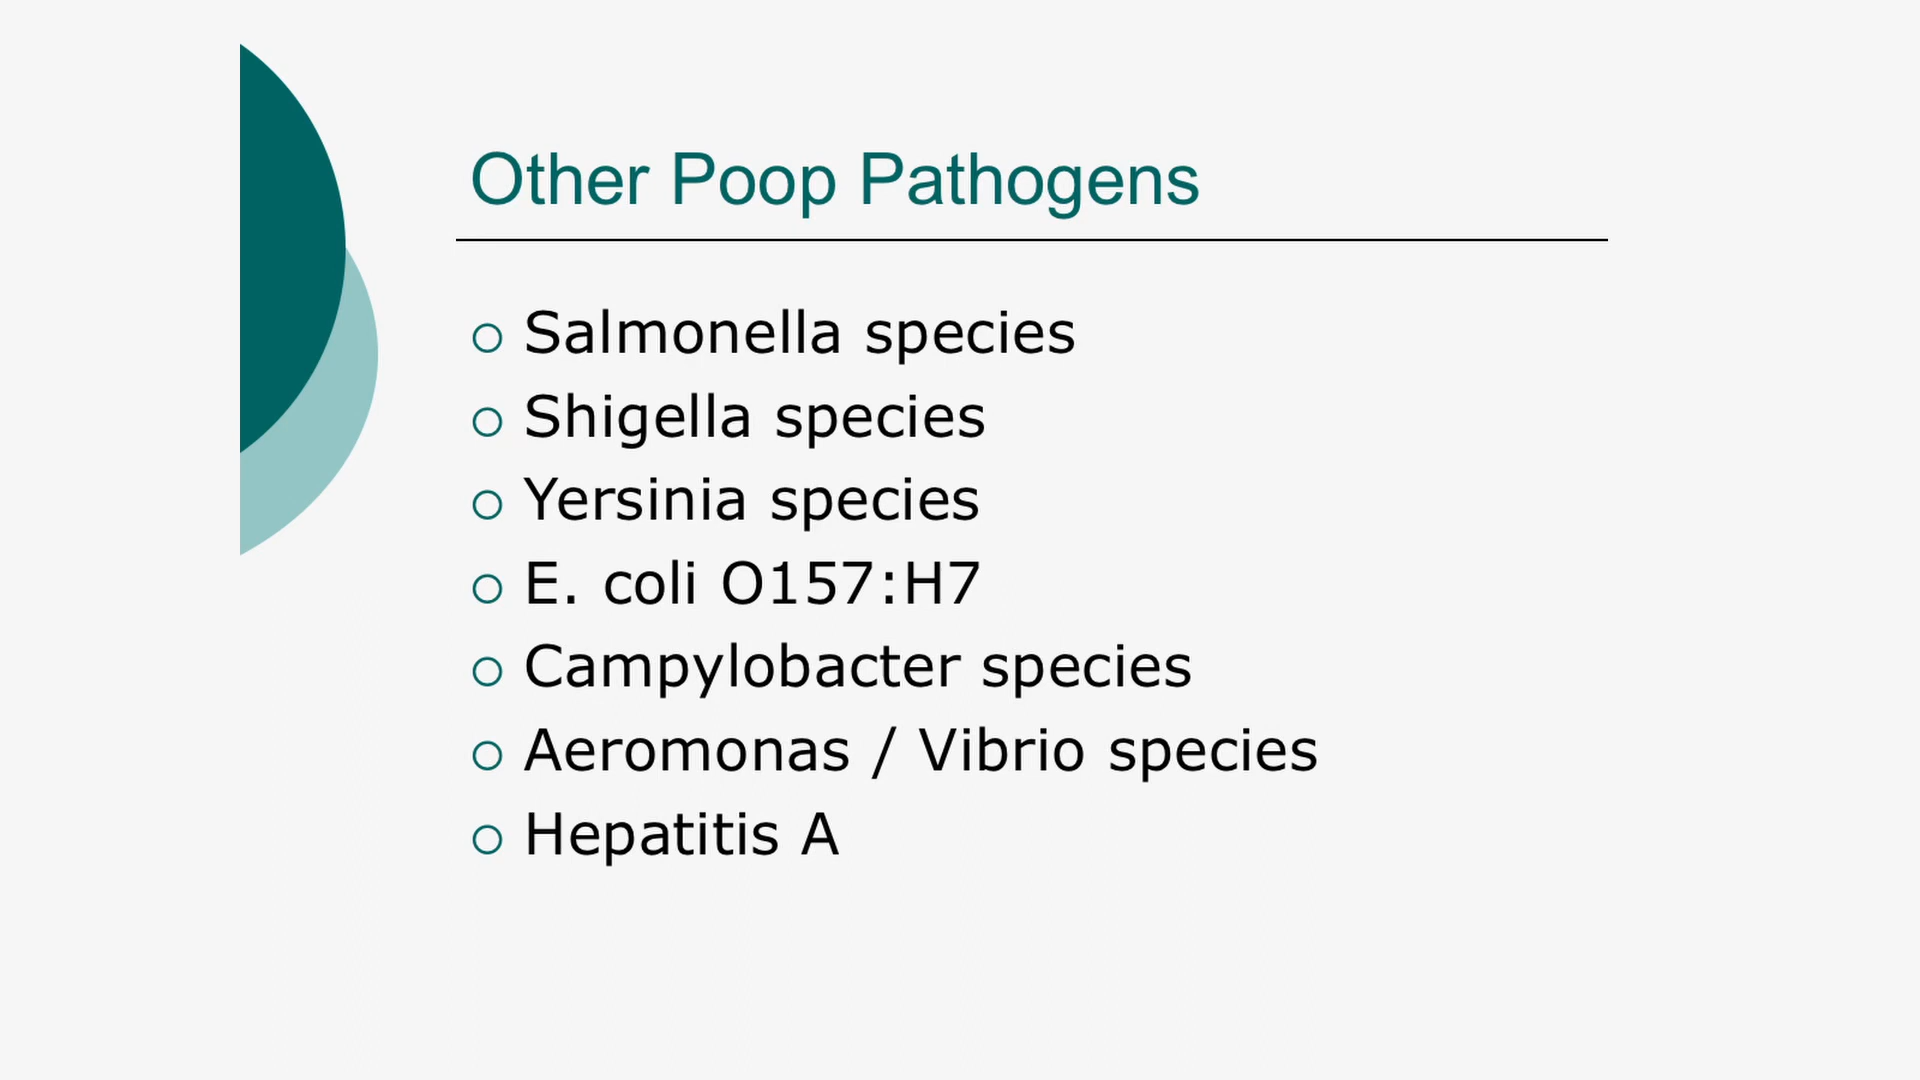 Other Poop Pathogens
Salmonella species
Shigella species
Yersinia species
E. coli O157:H7
Campylobacter species
Aeromonas / Vibrio species
Hepatitis A